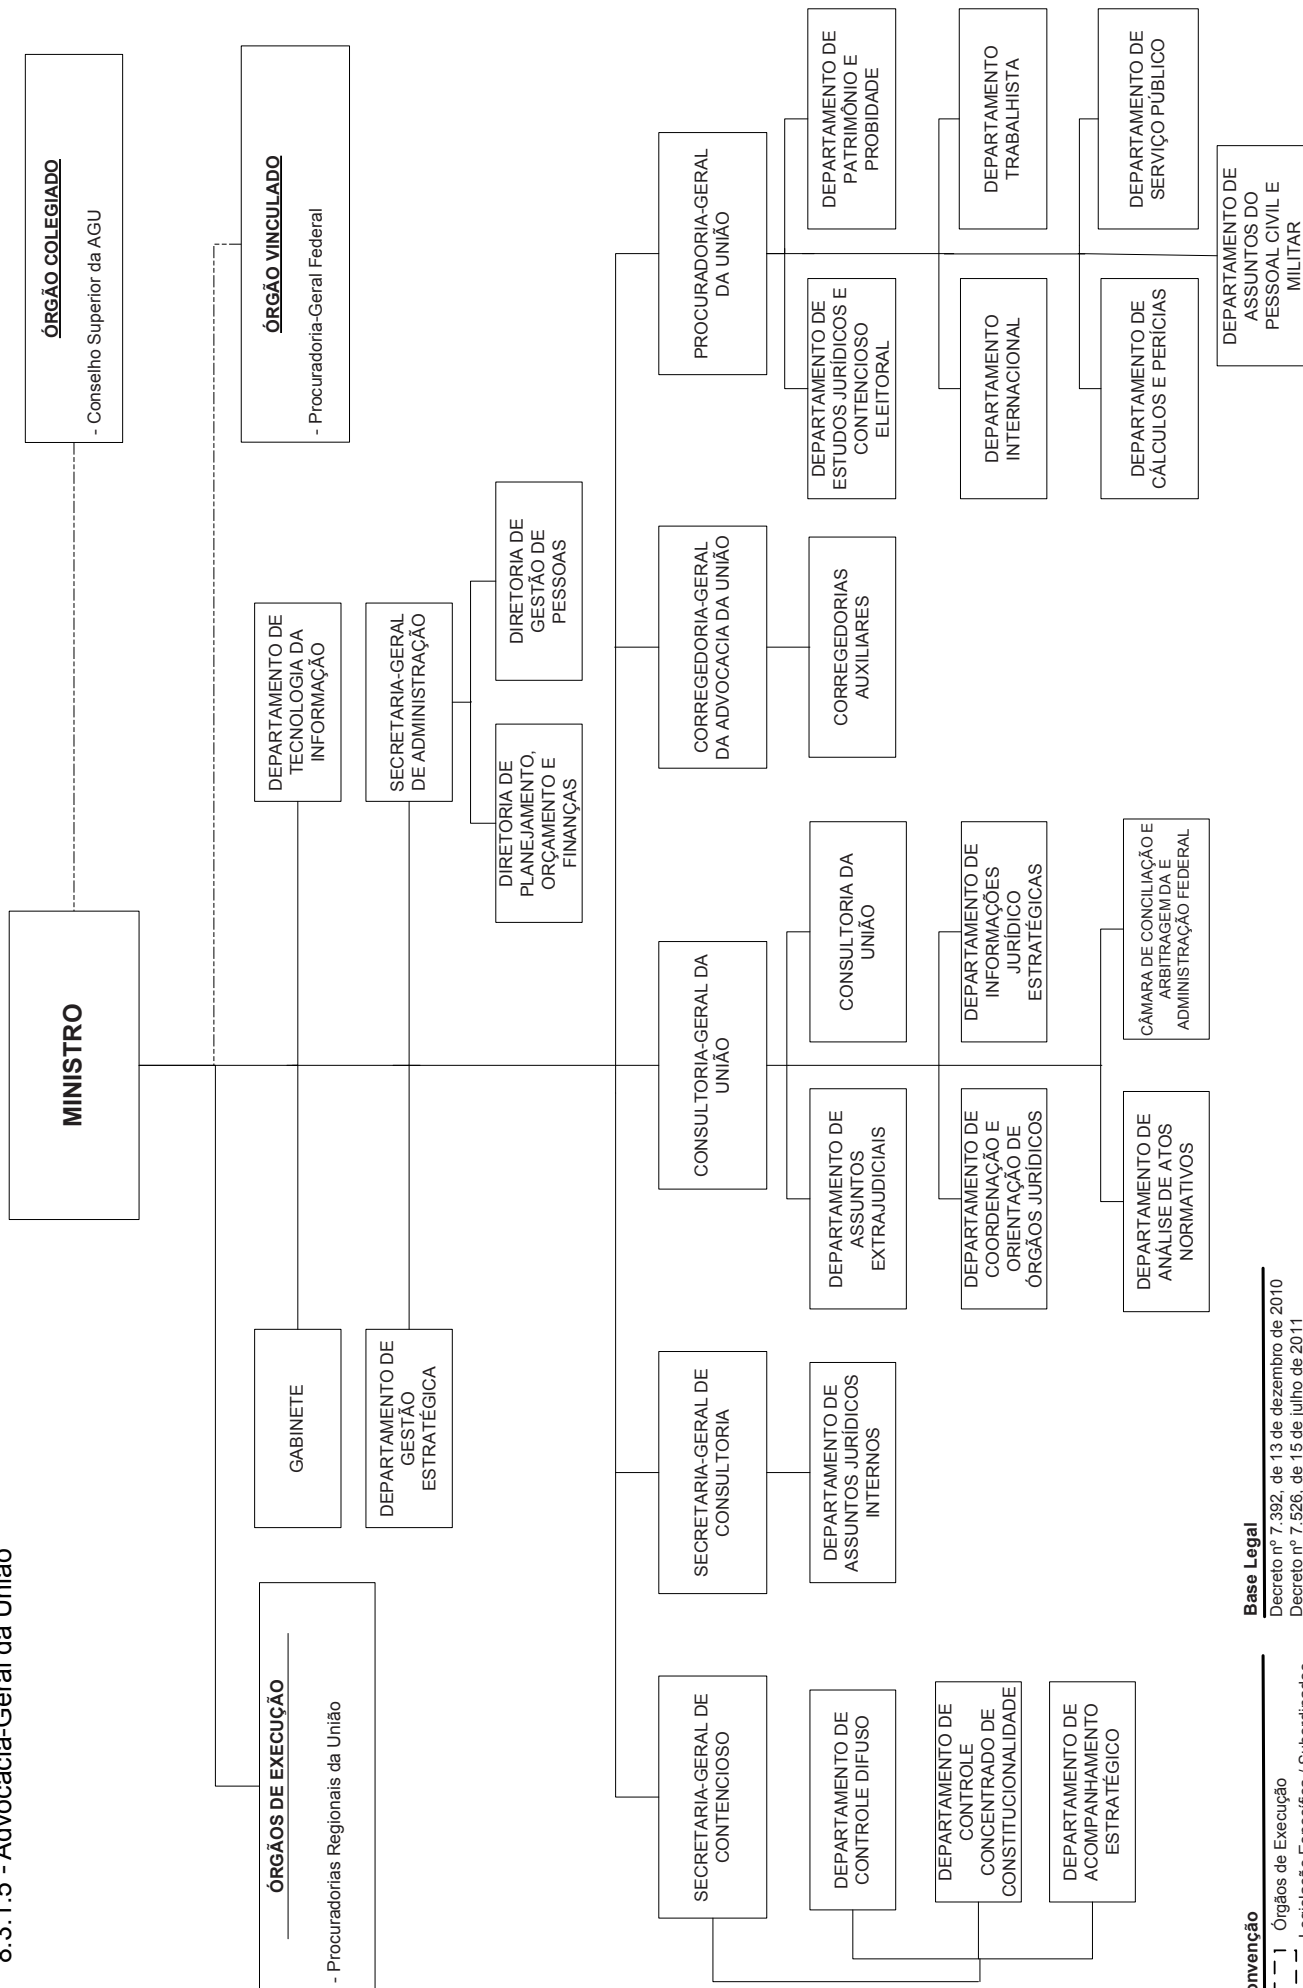 8.3.1.5 - Advocacia-Geral da União
MINISTRO
ÓRGÃO COLEGIADO
- Conselho Superior da AGU
ÓRGÃO VINCULADO
- Procuradoria-Geral Federal
ÓRGÃOS DE EXECUÇÃO
- Procuradorias Regionais da União
GABINETE
DEPARTAMENTO DE
TECNOLOGIA DA
INFORMAÇÃO
DEPARTAMENTO DE
GESTÃO
ESTRATÉGICA
SECRETARIA-GERAL
DE ADMINISTRAÇÃO
DIRETORIA DE
PLANEJAMENTO,
ORÇAMENTO E
FINANÇAS
DIRETORIA DE
GESTÃO DE
PESSOAS
SECRETARIA-GERAL DE
CONTENCIOSO
DEPARTAMENTO DE
CONTROLE DIFUSO
DEPARTAMENTO DE
CONTROLE
CONCENTRADO DE
CONSTITUCIONALIDADE
DEPARTAMENTO DE
ACOMPANHAMENTO
ESTRATÉGICO
SECRETARIA-GERAL DE
CONSULTORIA
DEPARTAMENTO DE
ASSUNTOS JURÍDICOS
INTERNOS
CONSULTORIA-GERAL DA
UNIÃO
DEPARTAMENTO DE
ASSUNTOS
EXTRAJUDICIAIS
CONSULTORIA DA
UNIÃO
DEPARTAMENTO DE
COORDENAÇÃO E
ORIENTAÇÃO DE
ÓRGÃOS JURÍDICOS
DEPARTAMENTO DE
INFORMAÇÕES
JURÍDICO
ESTRATÉGICAS
DEPARTAMENTO DE
ANÁLISE DE ATOS
NORMATIVOS
CÂMARA DE CONCILIAÇÃO E
ARBITRAGEM DA E
ADMINISTRAÇÃO FEDERAL
CORREGEDORIA-GERAL
DA ADVOCACIA DA UNIÃO
CORREGEDORIAS
AUXILIARES
PROCURADORIA-GERAL
DA UNIÃO
DEPARTAMENTO DE
ESTUDOS JURÍDICOS E
CONTENCIOSO
ELEITORAL
DEPARTAMENTO DE
PATRIMÔNIO E
PROBIDADE
DEPARTAMENTO
INTERNACIONAL
DEPARTAMENTO
TRABALHISTA
DEPARTAMENTO DE
CÁLCULOS E PERÍCIAS
DEPARTAMENTO DE
SERVIÇO PÚBLICO
DEPARTAMENTO DE
ASSUNTOS DO
PESSOAL CIVIL E
MILITAR
onvenção
Órgãos de Execução
Base Legal
Decreto nº 7.392, de 13 de dezembro de 2010
Decreto nº 7.526, de 15 de julho de 2011